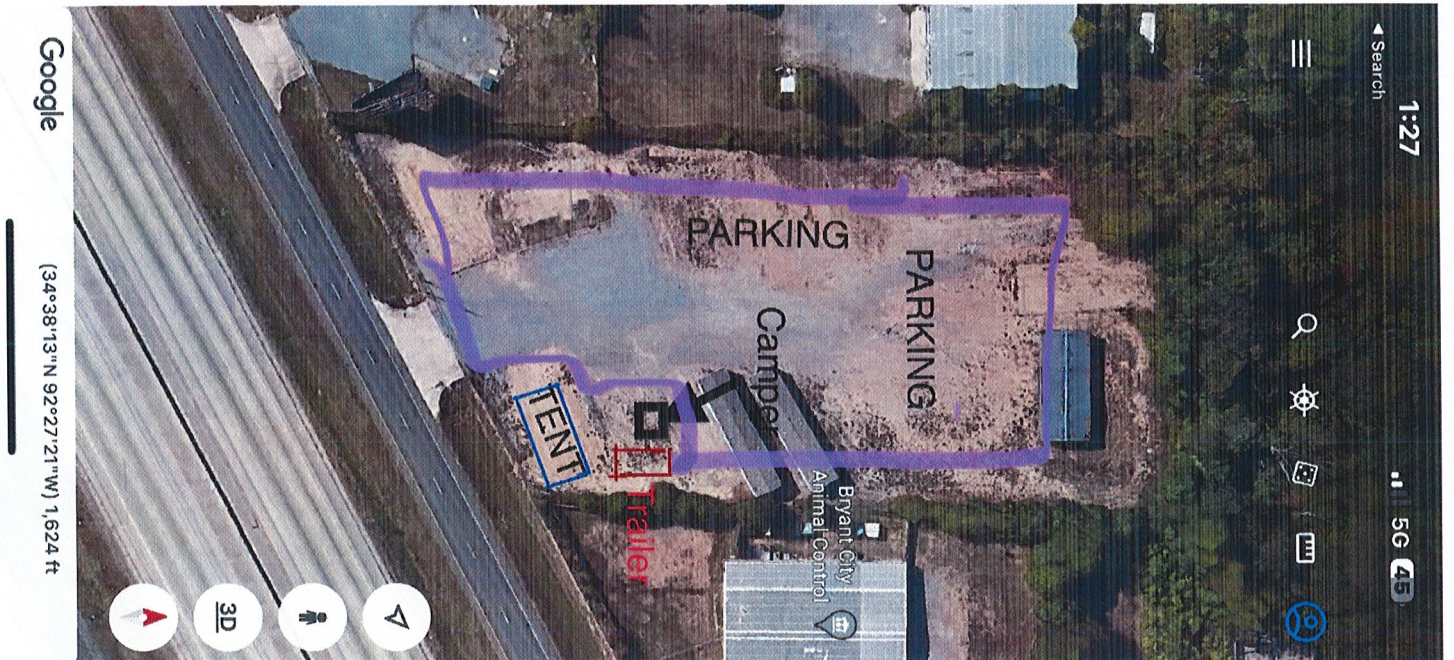 1:27
5G 45
◀ Search
PARKING
PARKING
Camper
TENT
Trailer
Bryant City
Animal Control
3D
Google
(34°38'13"N 92°27'21"W) 1,624 ft